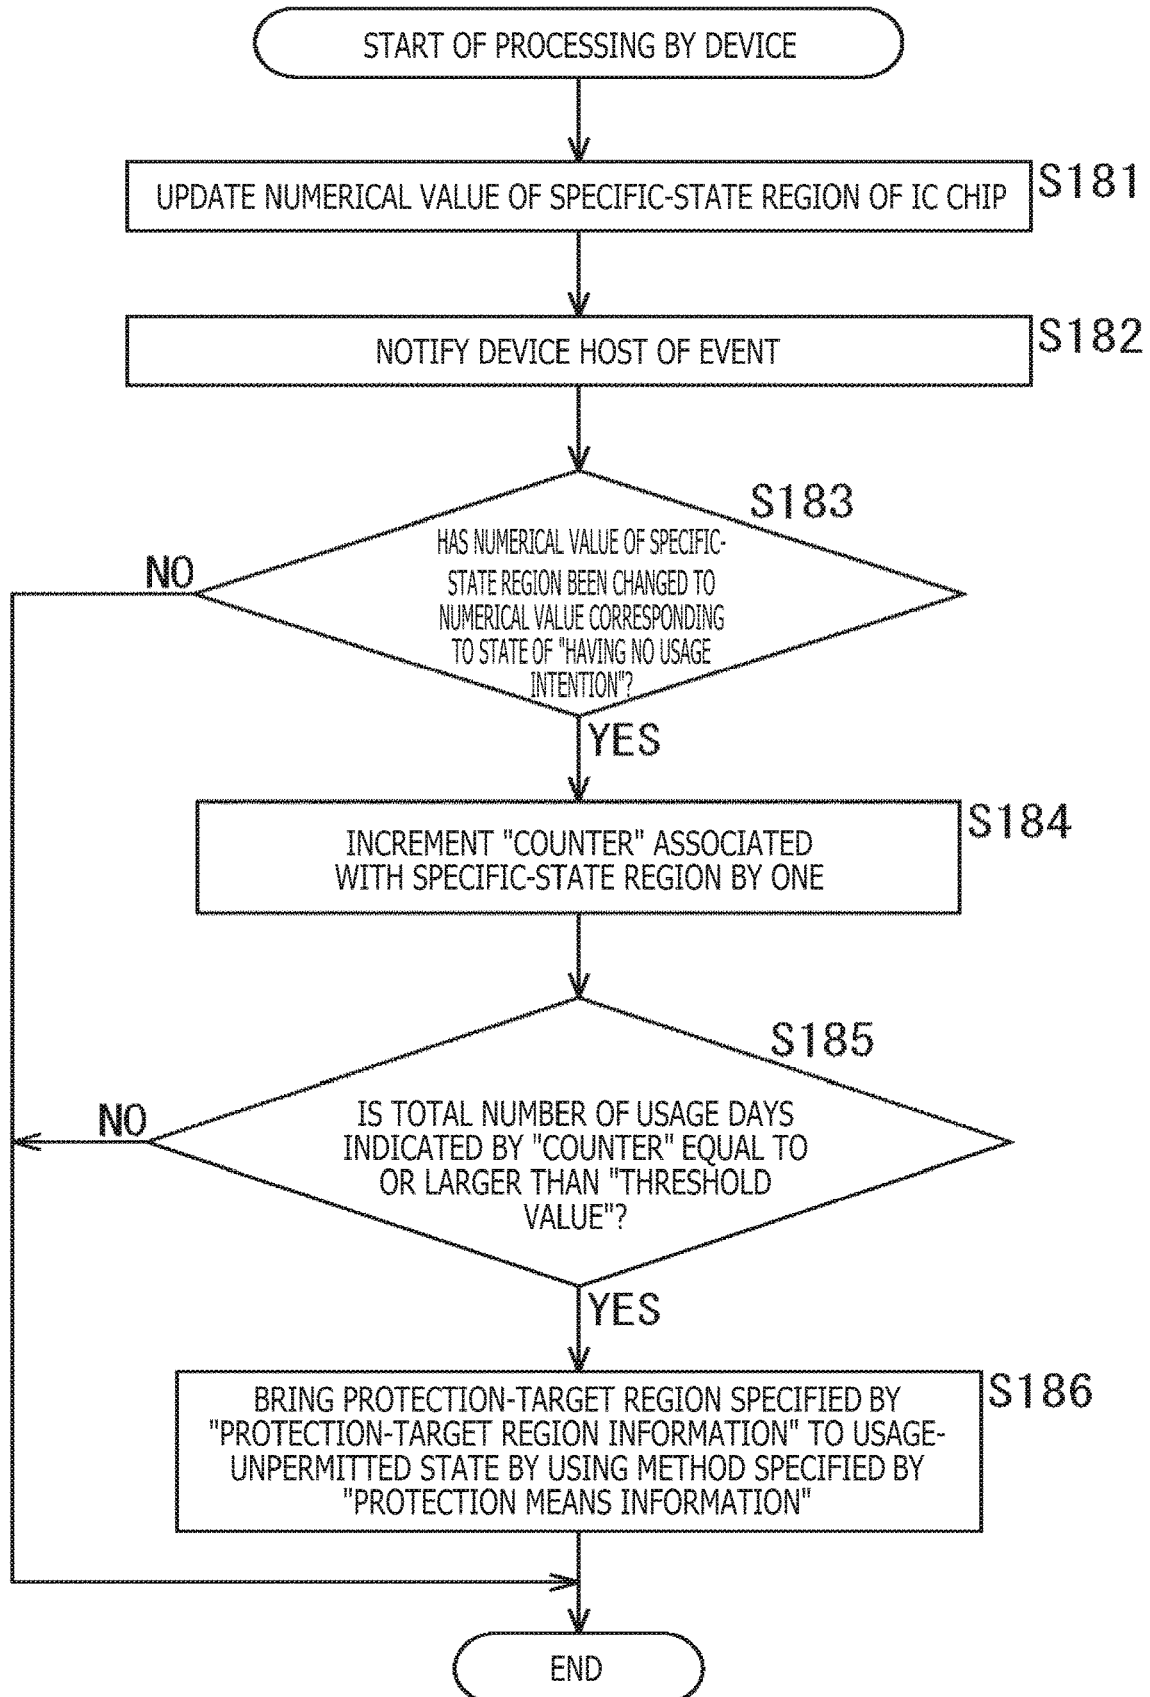 START OF PROCESSING BY DEVICE
UPDATE NUMERICAL VALUE OF SPECIFIC-STATE REGION OF IC CHIP
S181
NOTIFY DEVICE HOST OF EVENT
S182
S183
HAS NUMERICAL VALUE OF SPECIFIC-
STATE REGION BEEN CHANGED TO
NUMERICAL VALUE CORRESPONDING
TO STATE OF "HAVING NO USAGE
INTENTION"?
NO
YES
INCREMENT "COUNTER" ASSOCIATED
WITH SPECIFIC-STATE REGION BY ONE
S184
S185
IS TOTAL NUMBER OF USAGE DAYS
INDICATED BY "COUNTER" EQUAL TO
OR LARGER THAN "THRESHOLD
VALUE"?
NO
YES
BRING PROTECTION-TARGET REGION SPECIFIED BY
"PROTECTION-TARGET REGION INFORMATION" TO USAGE-
UNPERMITTED STATE BY USING METHOD SPECIFIED BY
"PROTECTION MEANS INFORMATION"
S186
END